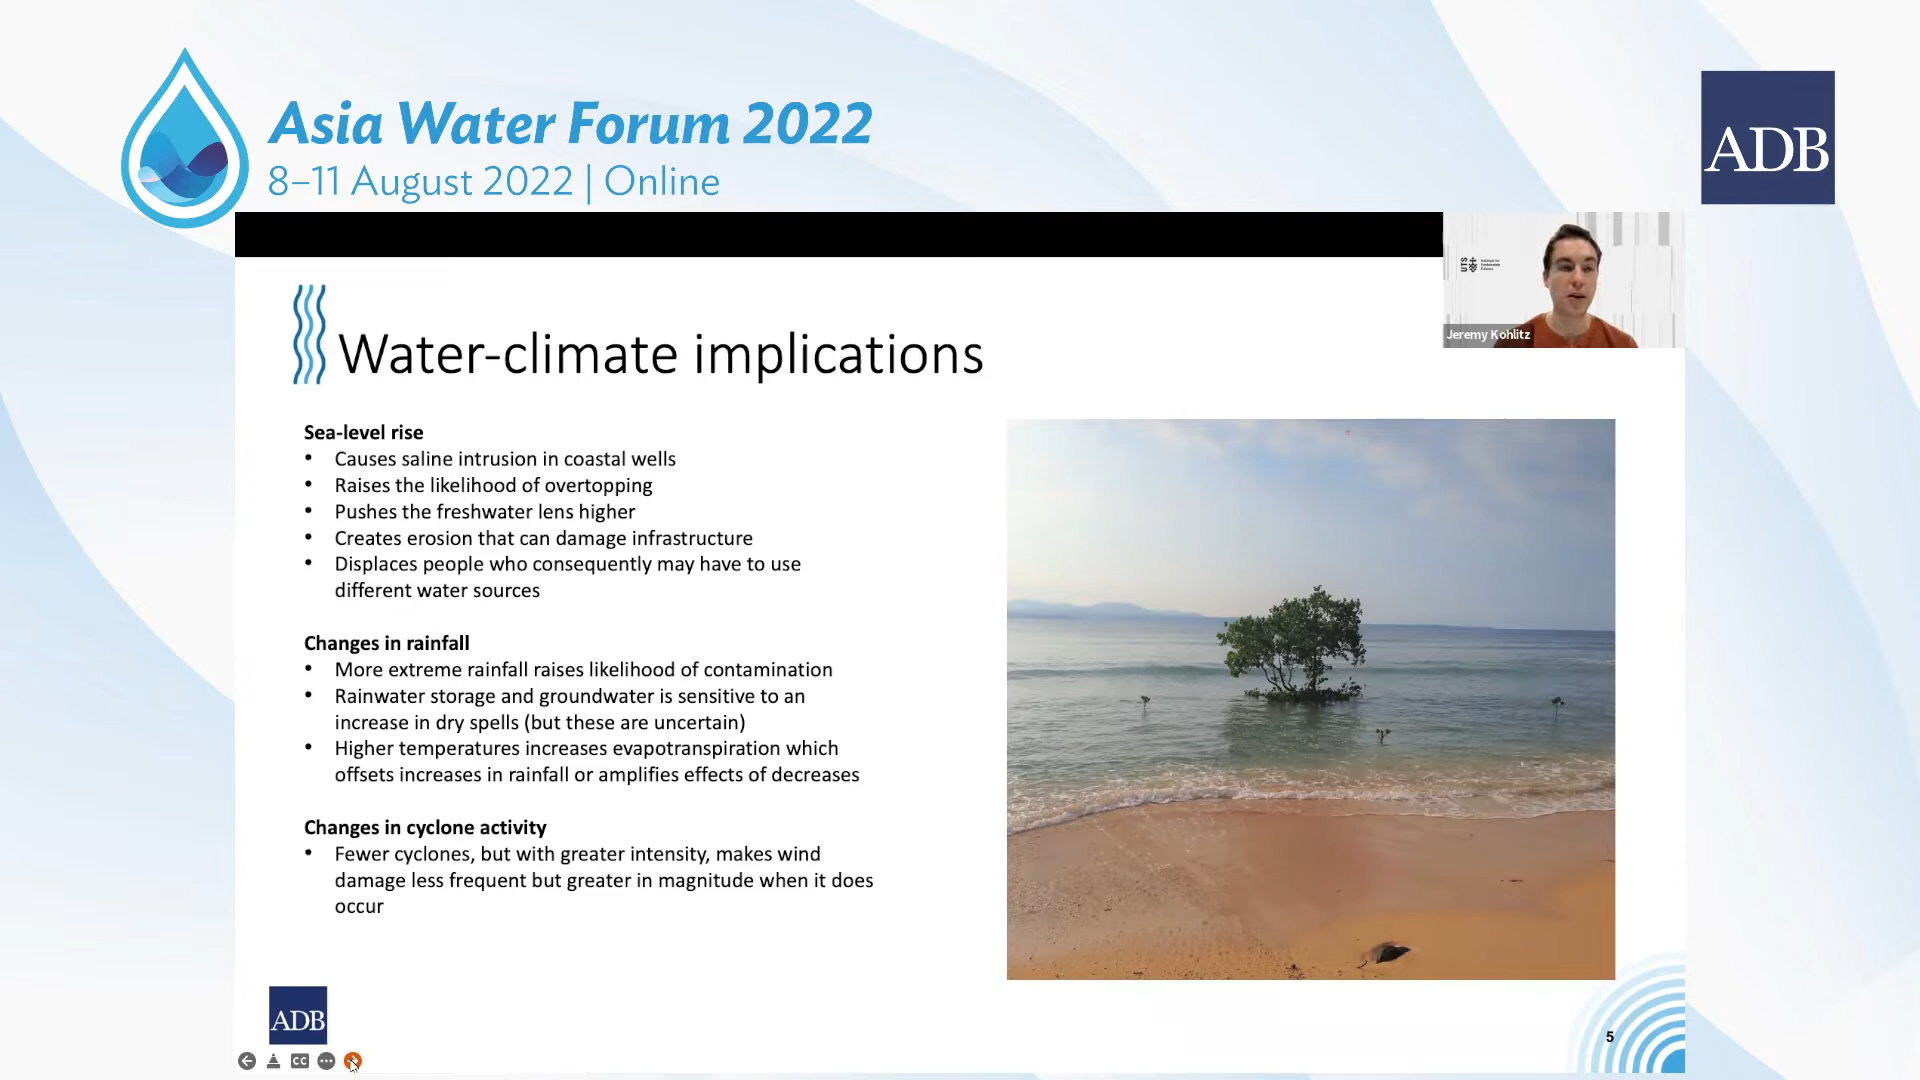 Asia Water Forum 2022
8–11 August 2022 | Online
ADB
UTS
Jeremy Kohlitz
Water-climate implications
Sea-level rise
• Causes saline intrusion in coastal wells
• Raises the likelihood of overtopping
• Pushes the freshwater lens higher
• Creates erosion that can damage infrastructure
• Displaces people who consequently may have to use
different water sources
Changes in rainfall
• More extreme rainfall raises likelihood of contamination
• Rainwater storage and groundwater is sensitive to an
increase in dry spells (but these are uncertain)
• Higher temperatures increases evapotranspiration which
offsets increases in rainfall or amplifies effects of decreases
Changes in cyclone activity
• Fewer cyclones, but with greater intensity, makes wind
damage less frequent but greater in magnitude when it does
occur
ADB
5
CC